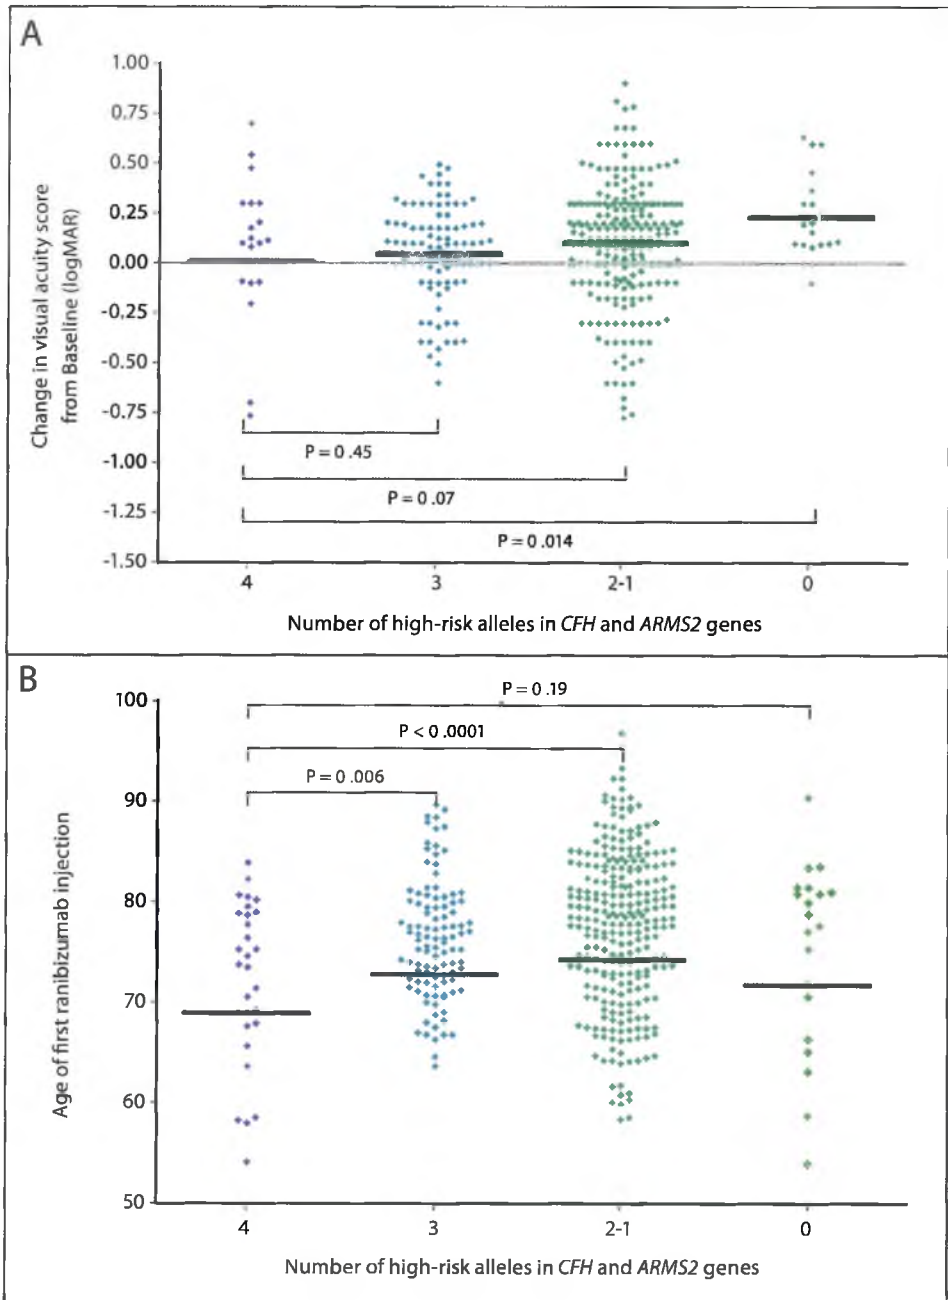 A
1.00
0.75
0.50
0.25
0.00
-0.25
-0.50
-0.75
-1.00
-1.25
-1.50
Change in visual acuity score
from Baseline (logMAR)
P = 0.45
P = 0.07
P = 0.014
4 3 2-1 0
Number of high-risk alleles in CFH and ARMS2 genes
B
100
90
80
70
60
50
Age of first ranibizumab injection
P = 0.19
P < 0.0001
P = 0.006
4 3 2-1 0
Number of high-risk alleles in CFH and ARMS2 genes